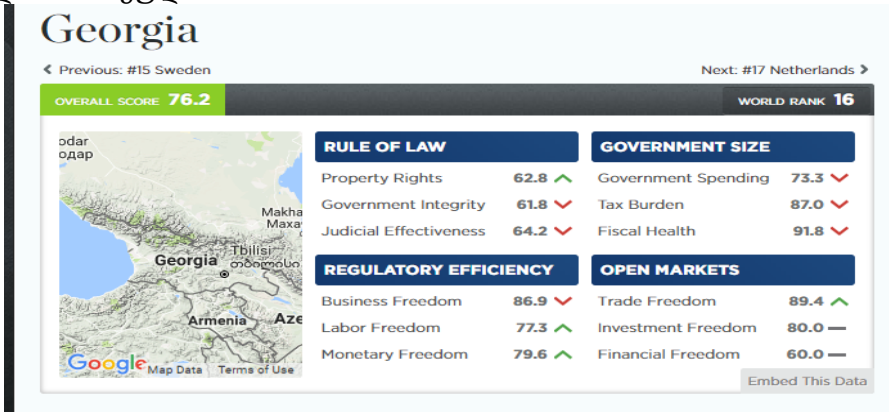 Georgia
Previous: #15 Sweden
Next: #17 Netherlands
OVERALL SCORE 76.2
WORLD RANK 16
odar
одар
Makha
Маха
Tbilisi
Georgia
Armenia
Aze
Google
Map Data
Terms of Use
RULE OF LAW
Property Rights 62.8
Government Integrity 61.8
Judicial Effectiveness 64.2
GOVERNMENT SIZE
Government Spending 73.3
Tax Burden 87.0
Fiscal Health 91.8
REGULATORY EFFICIENCY
Business Freedom 86.9
Labor Freedom 77.3
Monetary Freedom 79.6
OPEN MARKETS
Trade Freedom 89.4
Investment Freedom 80.0
Financial Freedom 60.0
Embed This Data